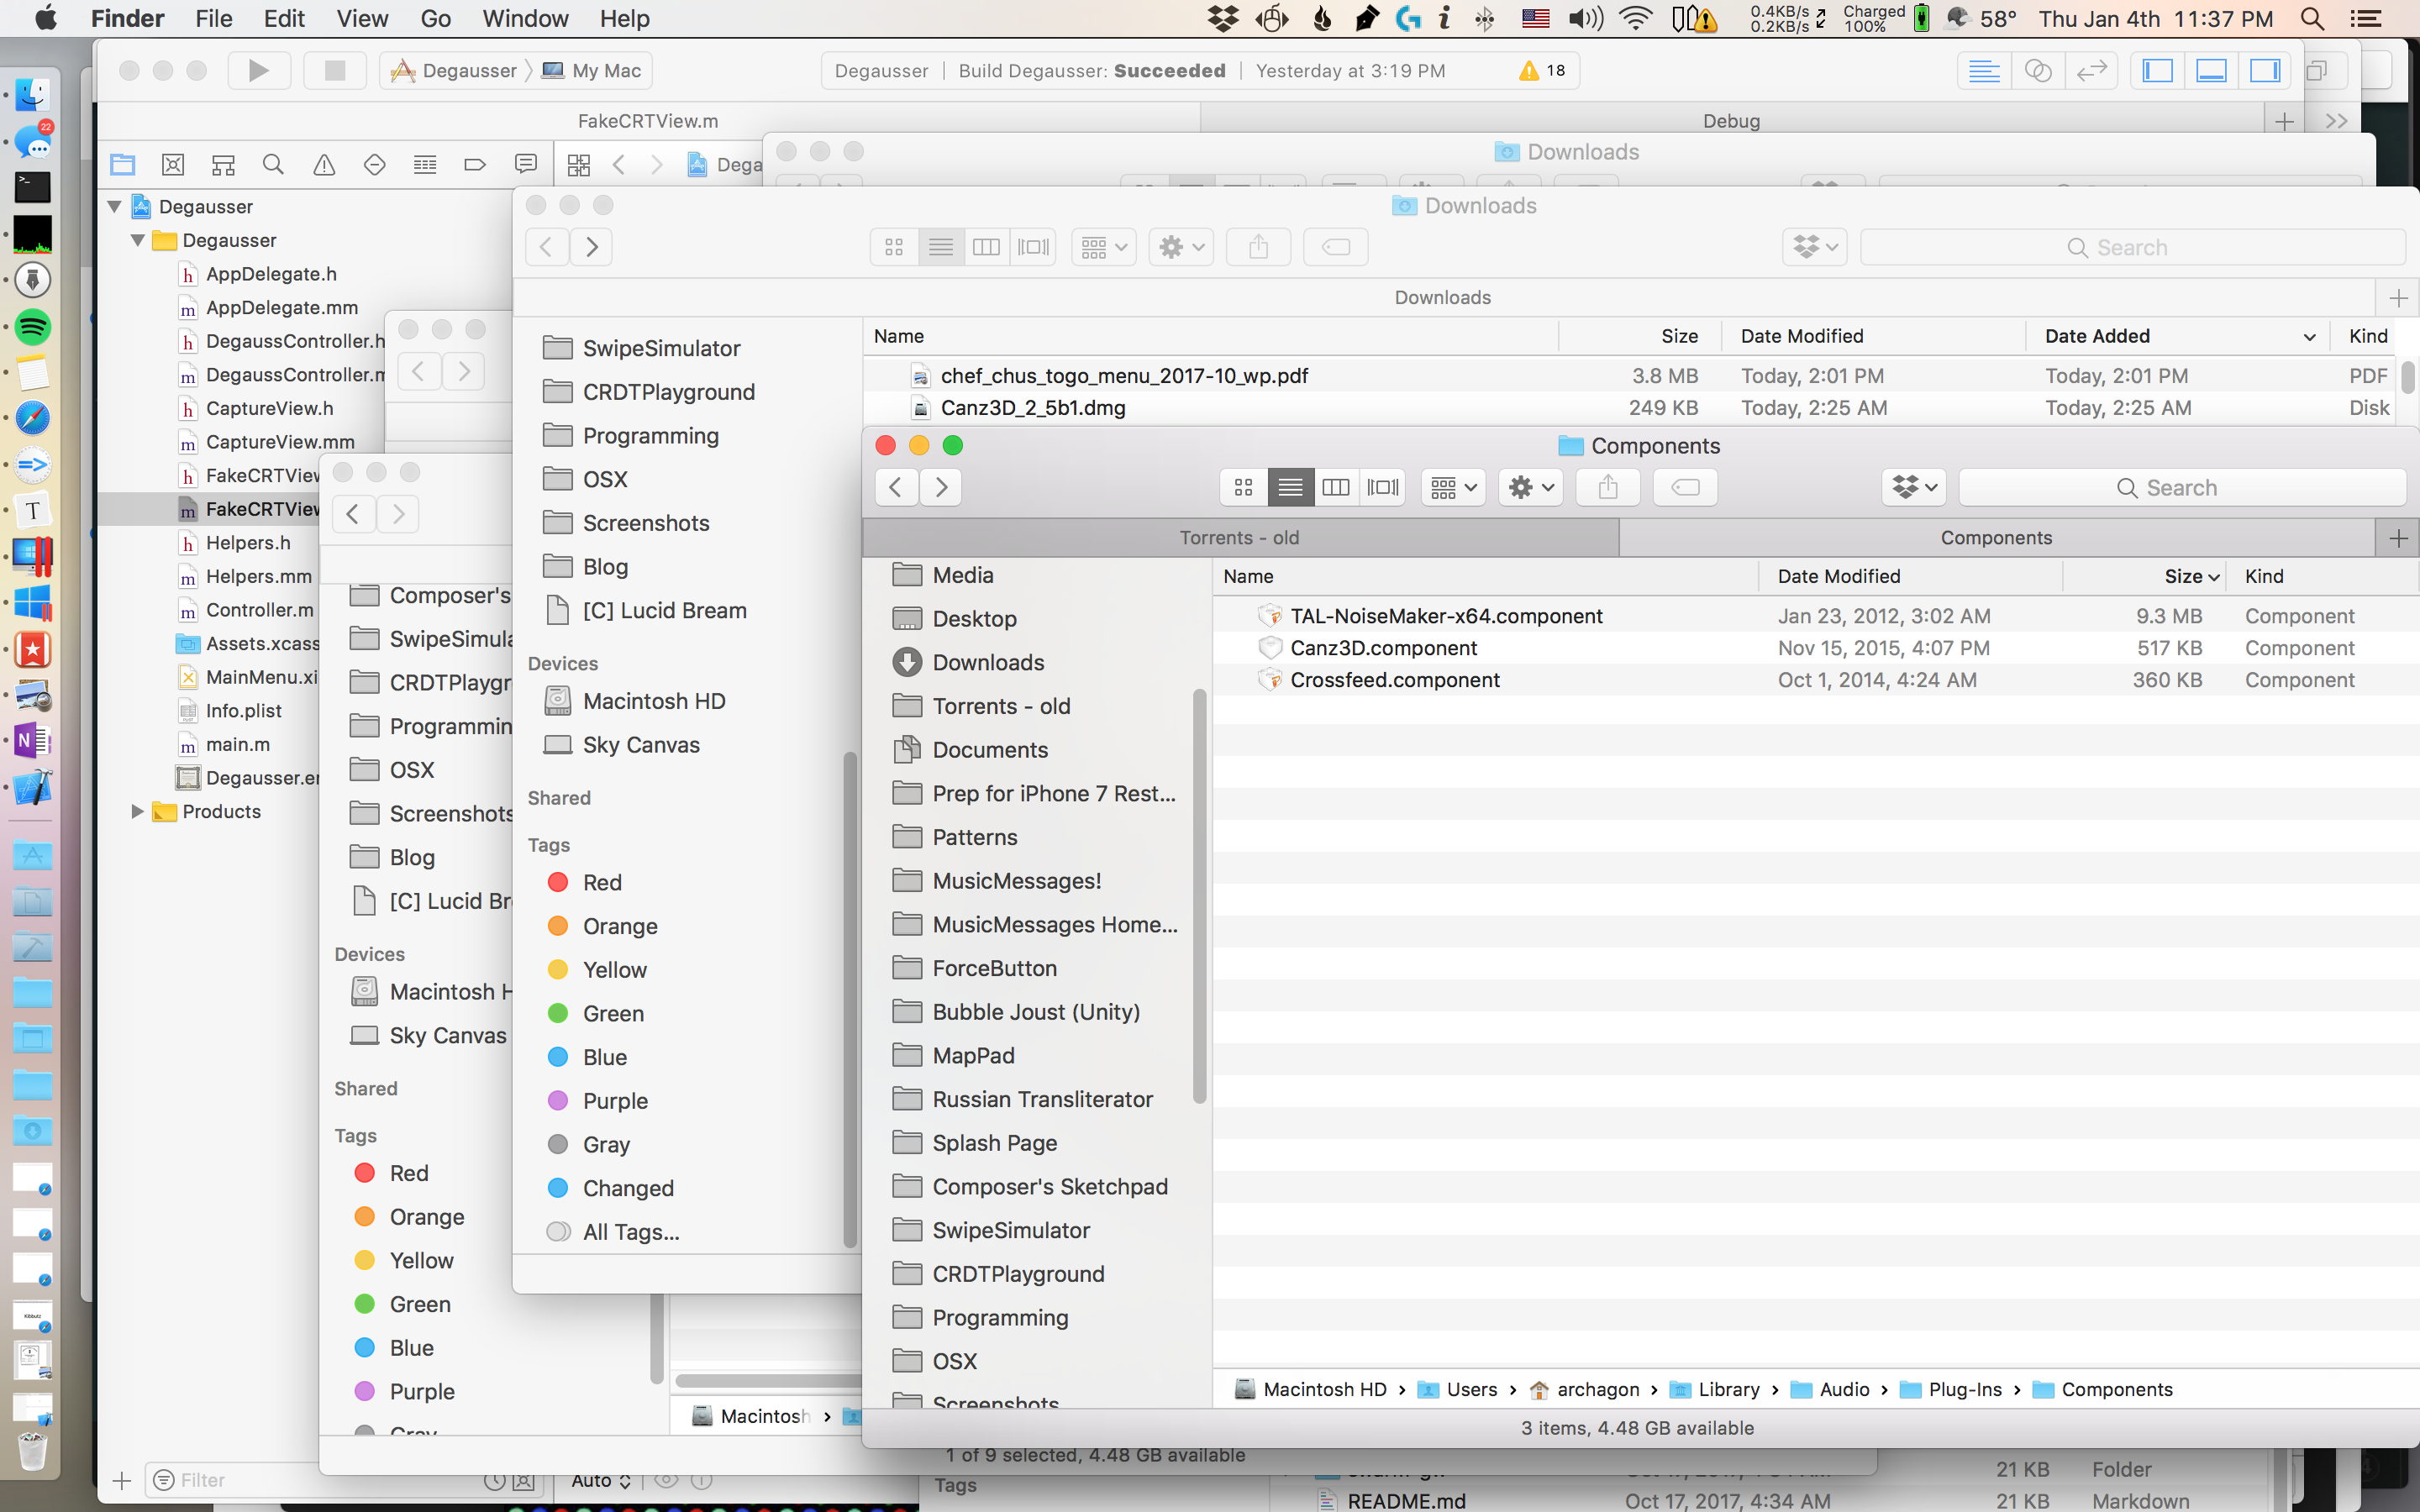 Finder File Edit View Go Window Help
0.4KB/s
0.2KB/s
Charged
100%
58° Thu Jan 4th 11:37 PM
22
Degausser My Mac
Degausser Build Degausser: Succeeded Yesterday at 3:19 PM 18
FakeCRTView.m Debug
Dega
Degausser
Degausser
AppDelegate.h
AppDelegate.mm
DegaussController.h
DegaussController.m
CaptureView.h
CaptureView.mm
FakeCRTView
FakeCRTView
Helpers.h
Helpers.mm
Controller.m
Assets.xcass
MainMenu.xi
Info.plist
main.m
Degausser.en
Products
Filter
Auto
Composer's
SwipeSimula
CRDTPlaygr
Programmin
OSX
Screenshots
Blog
[C] Lucid Br
Devices
Macintosh H
Sky Canvas
Shared
Tags
Red
Orange
Yellow
Green
Blue
Purple
Gray
Macintosh
Downloads
Downloads
Search
Downloads
Name Size Date Modified Date Added Kind
chef_chus_togo_menu_2017-10_wp.pdf 3.8 MB Today, 2:01 PM Today, 2:01 PM PDF
Canz3D_2_5b1.dmg 249 KB Today, 2:25 AM Today, 2:25 AM Disk
SwipeSimulator
CRDTPlayground
Programming
OSX
Screenshots
Blog
[C] Lucid Bream
Devices
Macintosh HD
Sky Canvas
Shared
Tags
Red
Orange
Yellow
Green
Blue
Purple
Gray
Changed
All Tags...
Components
Search
Torrents - old Components
Name Date Modified Size Kind
TAL-NoiseMaker-x64.component Jan 23, 2012, 3:02 AM 9.3 MB Component
Canz3D.component Nov 15, 2015, 4:07 PM 517 KB Component
Crossfeed.component Oct 1, 2014, 4:24 AM 360 KB Component
Media
Desktop
Downloads
Torrents - old
Documents
Prep for iPhone 7 Rest...
Patterns
MusicMessages!
MusicMessages Home...
ForceButton
Bubble Joust (Unity)
MapPad
Russian Transliterator
Splash Page
Composer's Sketchpad
SwipeSimulator
CRDTPlayground
Programming
OSX
Screenshots
Macintosh HD › Users › archagon › Library › Audio › Plug-Ins › Components
3 items, 4.48 GB available
1 of 9 selected, 4.48 GB available
Tags
21 KB Folder
README.md Oct 17, 2017, 4:34 AM 21 KB Markdown